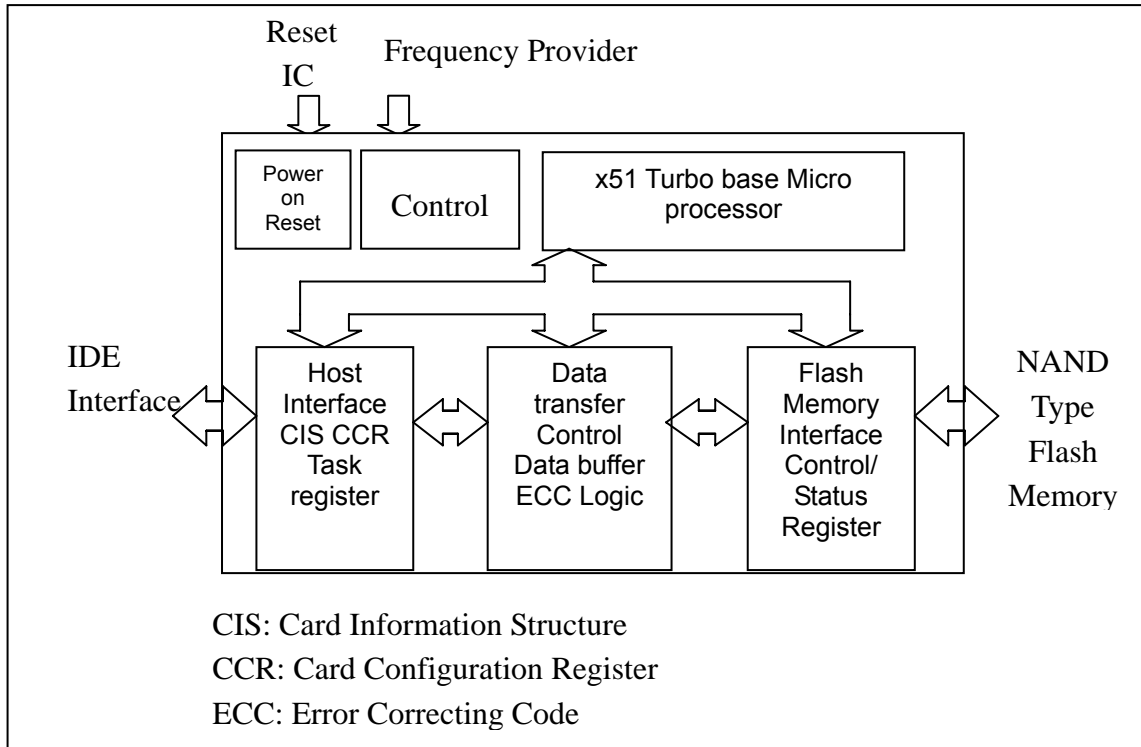 Reset
IC
Frequency Provider
Power
on
Reset
Control
x51 Turbo base Micro
processor
IDE
Interface
Host
Interface
CIS CCR
Task
register
Data
transfer
Control
Data buffer
ECC Logic
Flash
Memory
Interface
Control/
Status
Register
NAND
Type
Flash
Memory
CIS: Card Information Structure
CCR: Card Configuration Register
ECC: Error Correcting Code